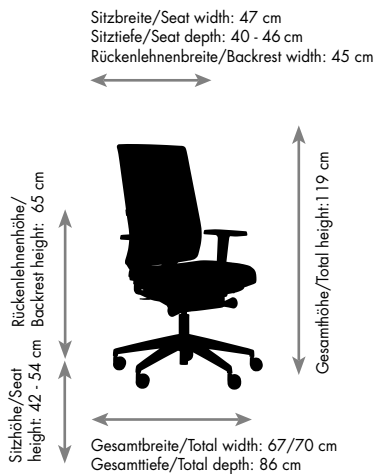 Sitzbreite/Seat width: 47 cm
Sitztiefe/Seat depth: 40 - 46 cm
Rückenlehnenbreite/Backrest width: 45 cm
Rückenlehnenhöhe/
Backrest height: 65 cm
Gesamthöhe/Total height:119 cm
Sitzhöhe/Seat
height: 42 - 54 cm
Gesamtbreite/Total width: 67/70 cm
Gesamttiefe/Total depth: 86 cm